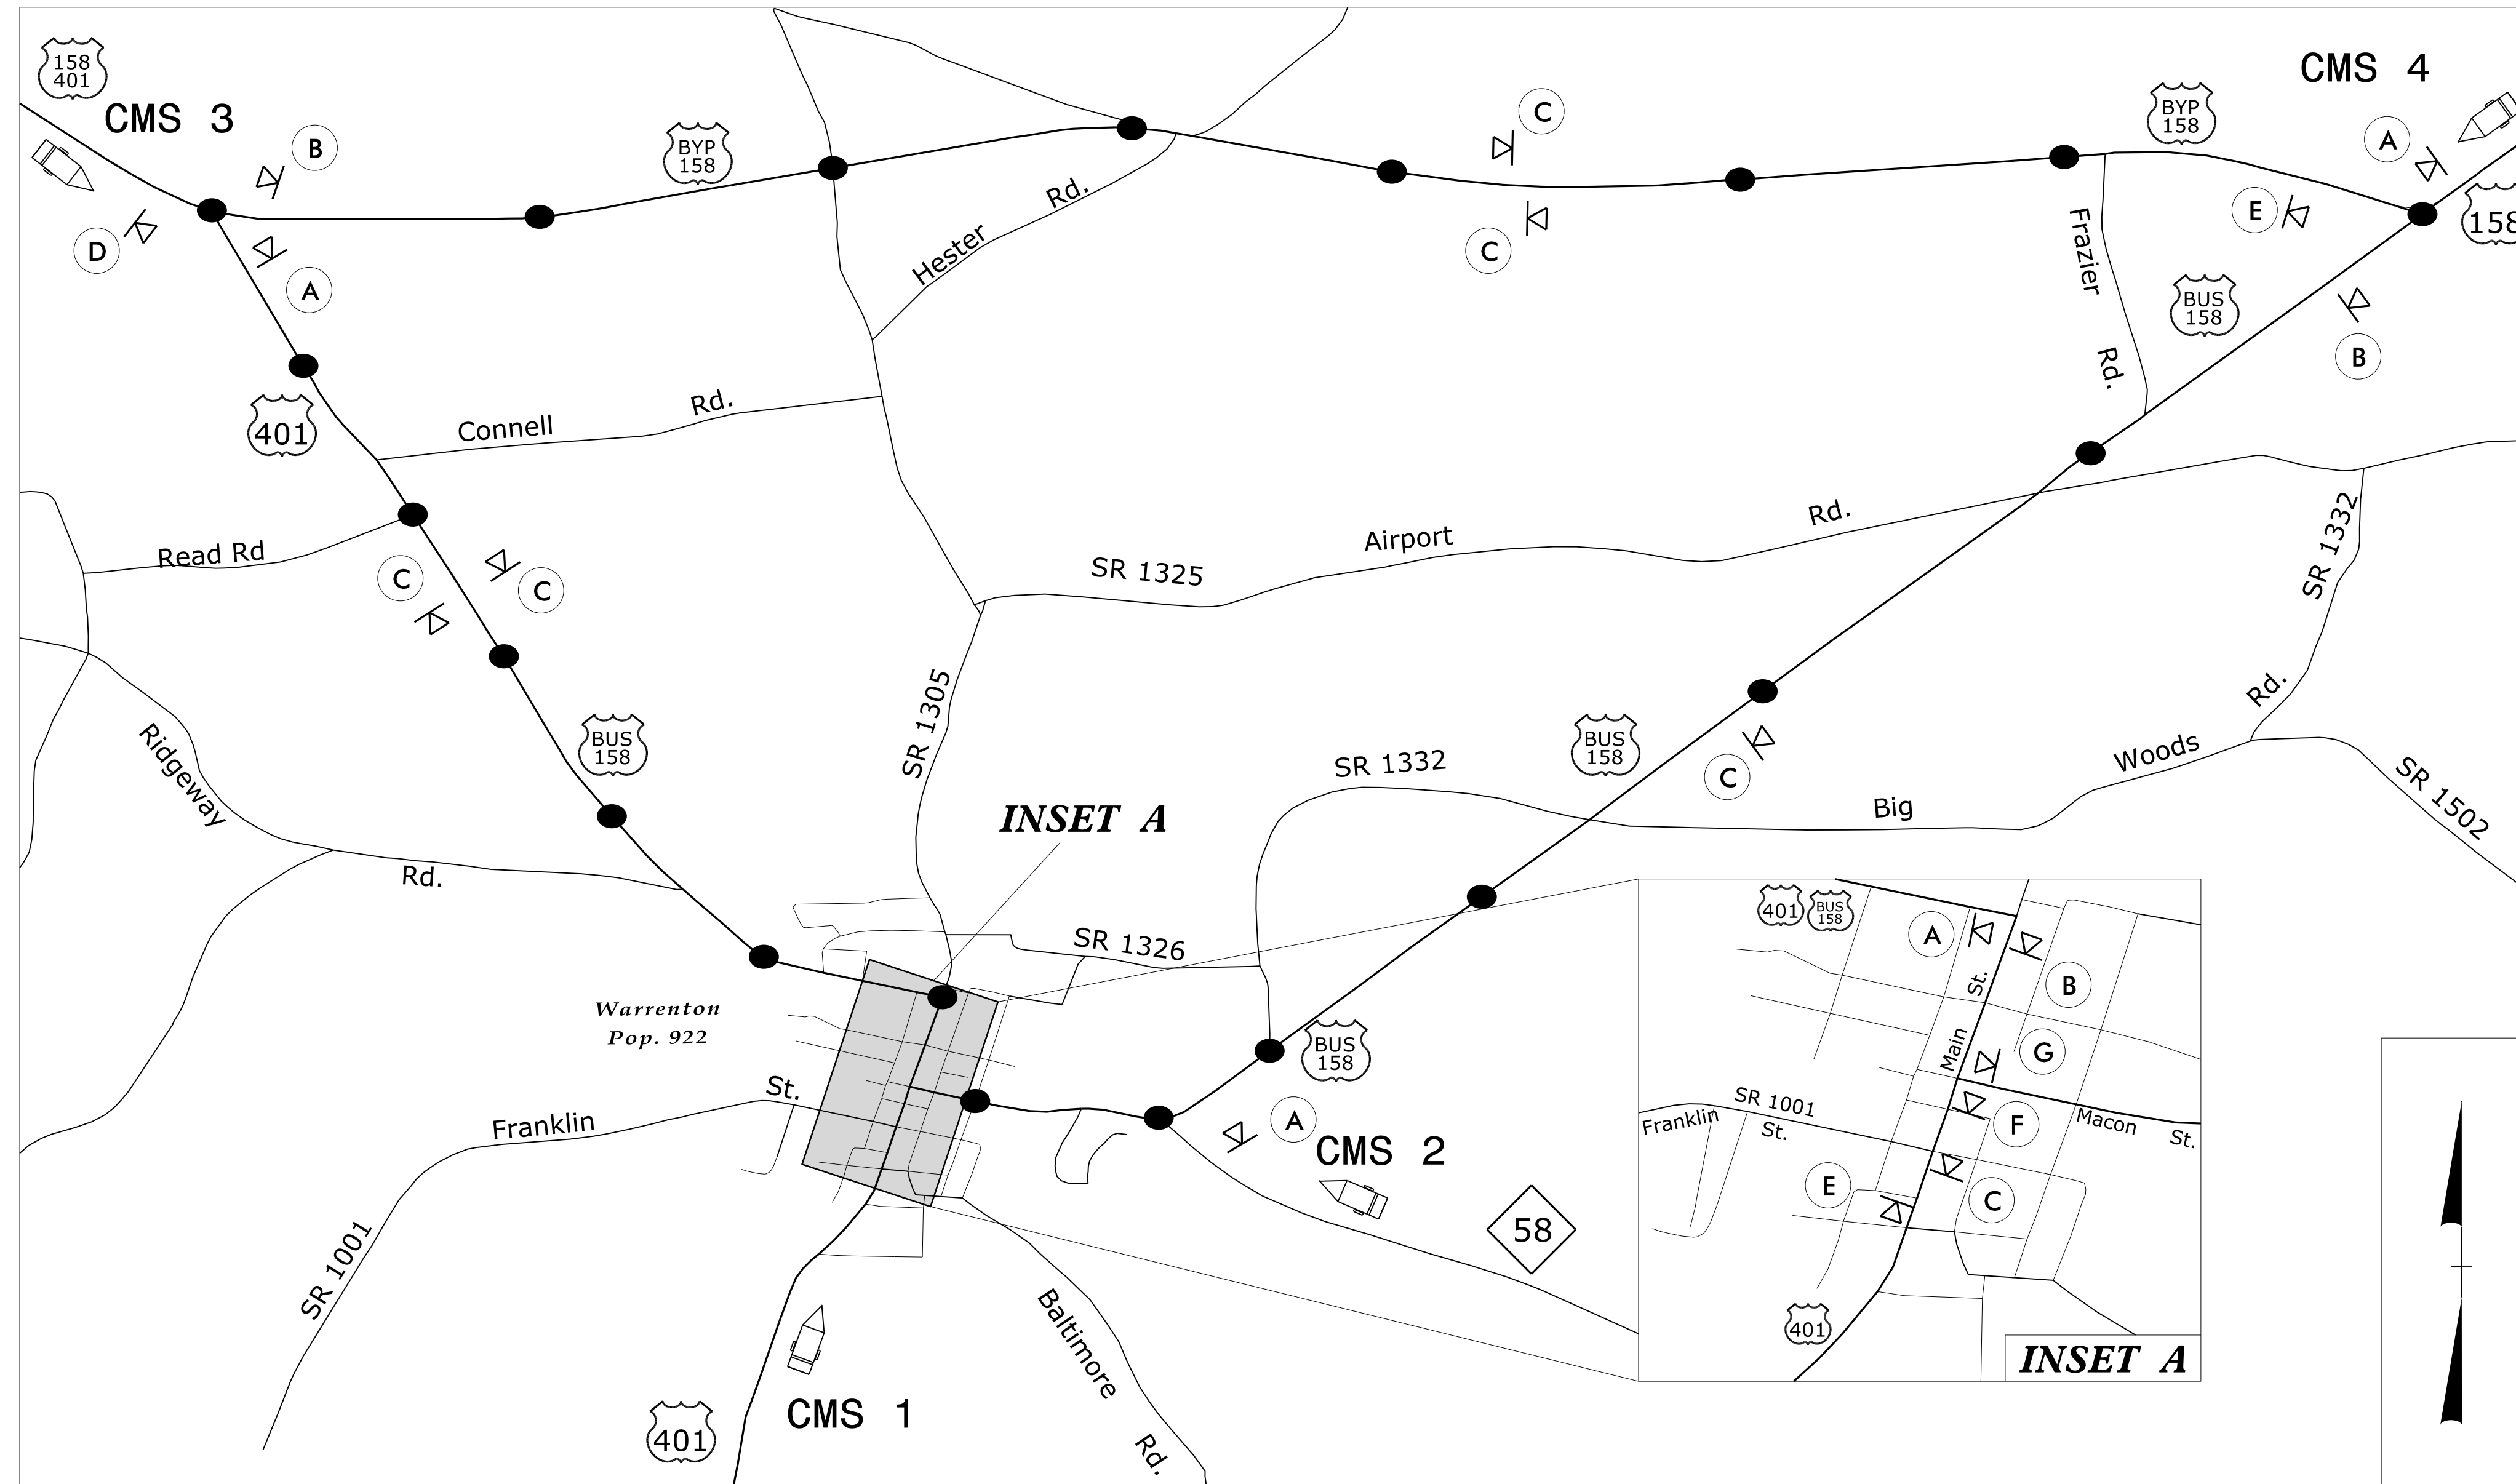 158
401
CMS 3
B
D
A
BYP
158
C
C
BYP
158
CMS 4
A
E
158
B
Hester
Rd.
Frazier
Rd.
BUS
158
401
Connell
Rd.
Read Rd
C
C
SR 1325
Airport
Rd.
SR 1332
Rd.
SR 1305
Ridgeway
Rd.
BUS
158
INSET A
SR 1332
BUS
158
C
Big
Woods
SR 1502
SR 1326
Warrenton
Pop. 922
BUS
158
A
CMS 2
58
Franklin
St.
SR 1001
Baltimore
Rd.
CMS 1
401
401
BUS
158
A
B
St.
Main
G
F
SR 1001
Franklin
St.
Macon
St.
E
C
401
INSET A